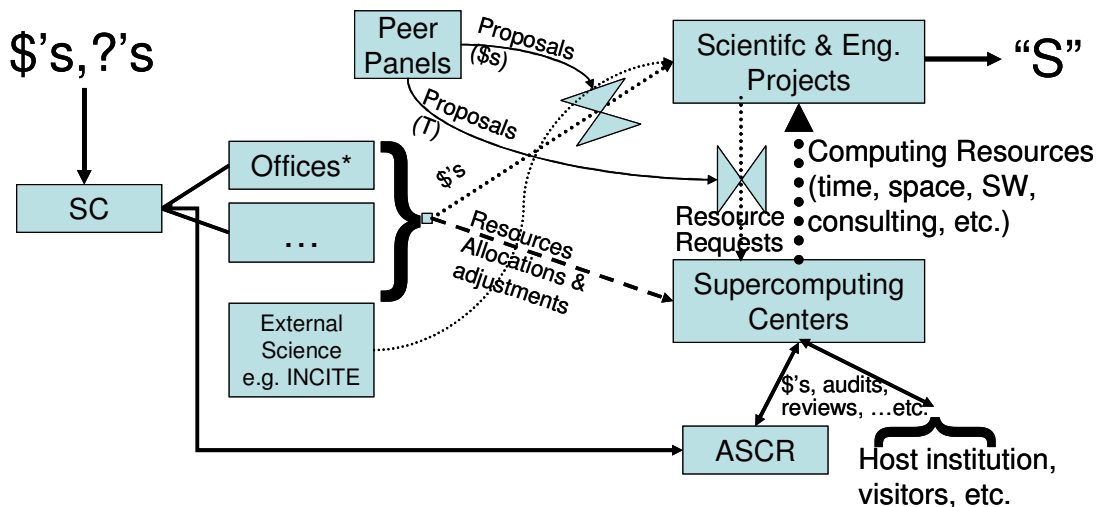 $'s, ?'s
Peer
Panels
Proposals
($s)
Proposals
(T)
Scientifc & Eng.
Projects
“S”
SC
Offices*
...
$'s
Resources
Allocations &
adjustments
Resource
Requests
Computing Resources
(time, space, SW,
consulting, etc.)
External
Science
e.g. INCITE
Supercomputing
Centers
$'s, audits,
reviews, ...etc.
ASCR
Host institution,
visitors, etc.